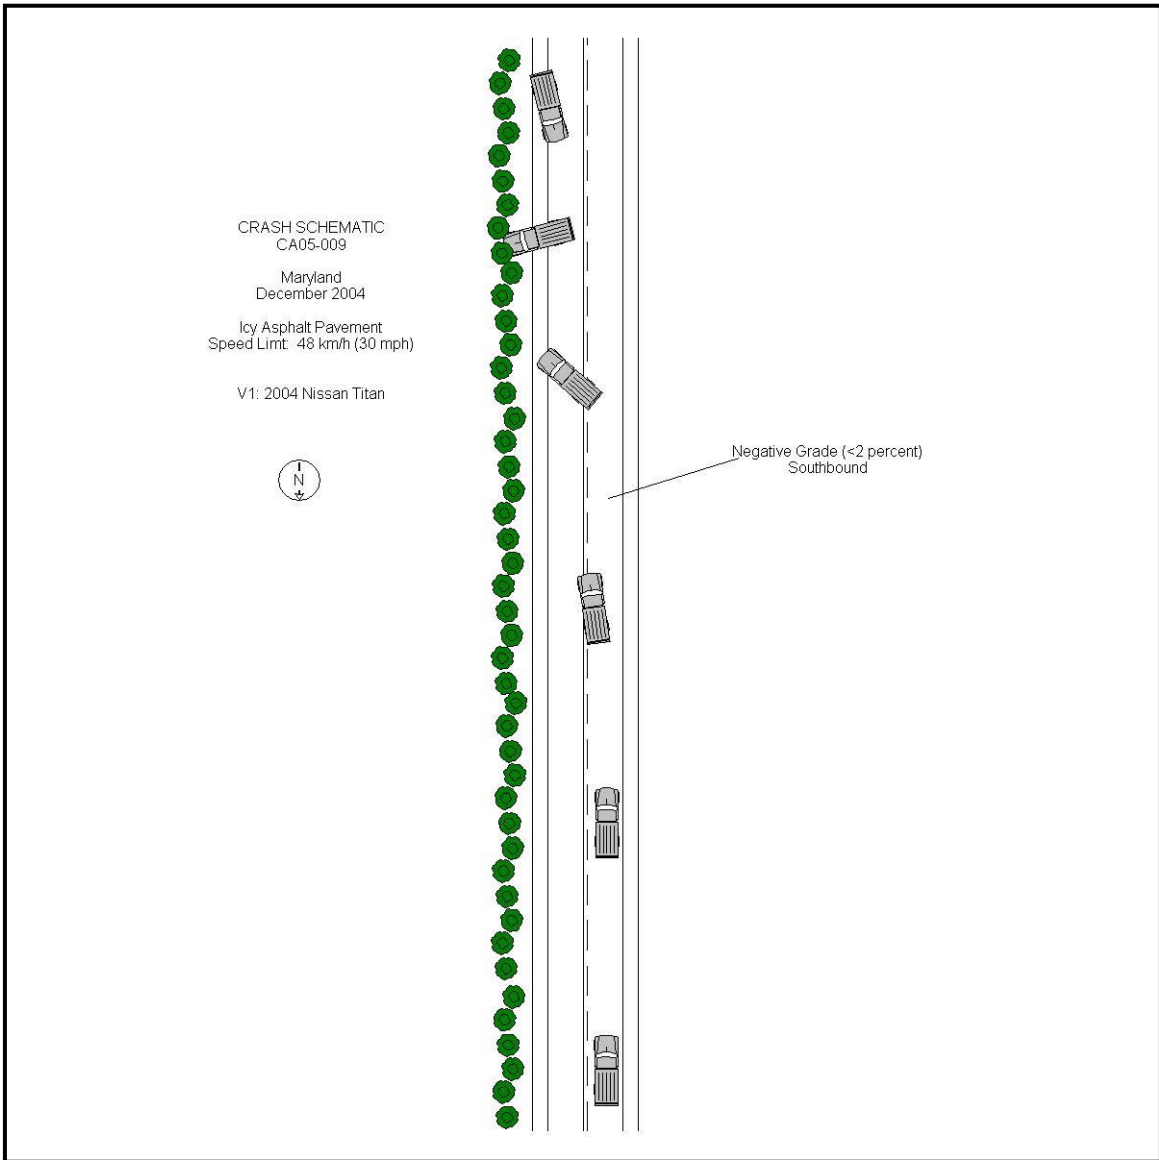 CRASH SCHEMATIC
CA05-009
Maryland
December 2004
Icy Asphalt Pavement
Speed Limt: 48 km/h (30 mph)
V1: 2004 Nissan Titan
N
Negative Grade (<2 percent)
Southbound